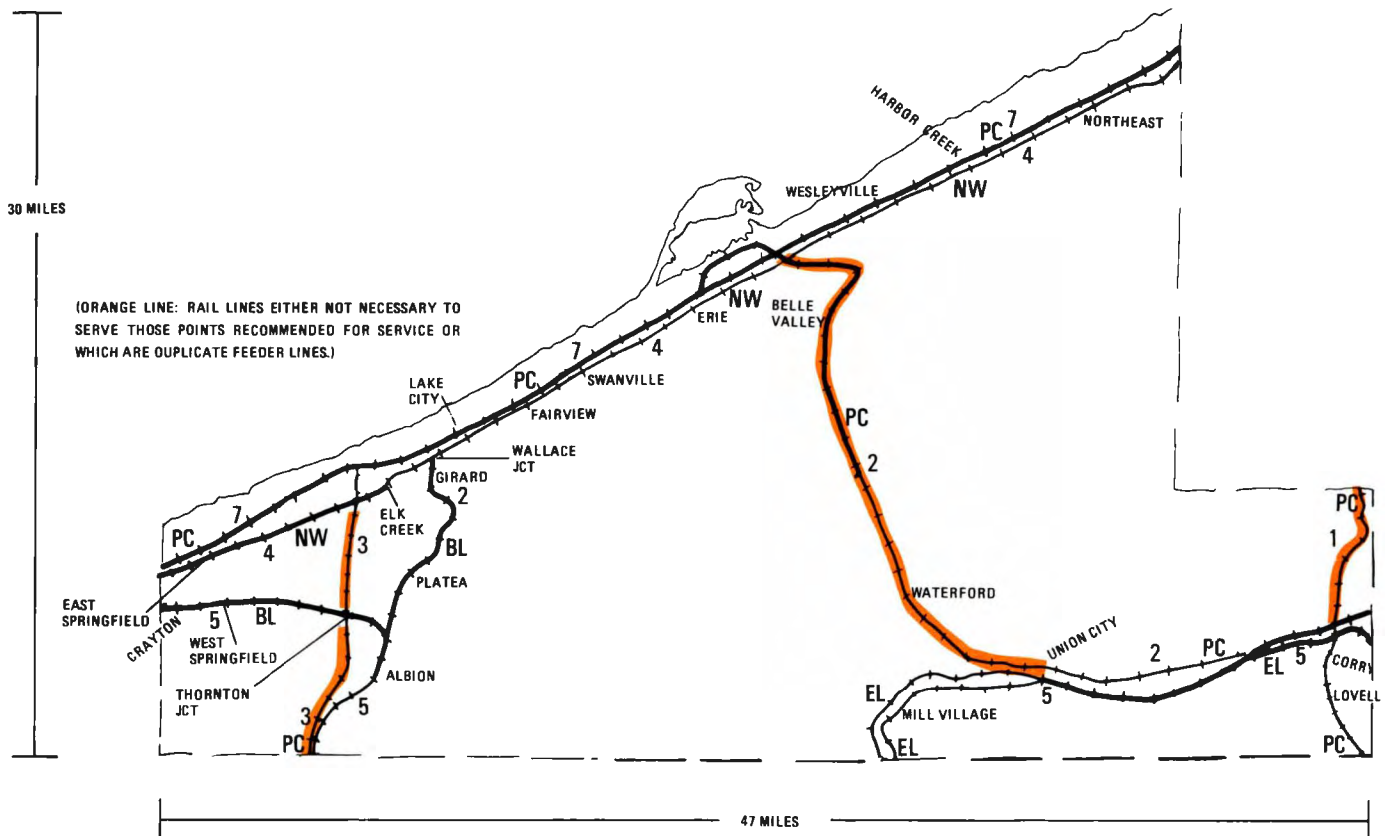 30 MILES
(ORANGE LINE: RAIL LINES EITHER NOT NECESSARY TO
SERVE THOSE POINTS RECOMMENDED FOR SERVICE OR
WHICH ARE OUPLICATE FEEDER LINES.)
HARBOR CREEK
PC
7
4
NORTHEAST
NW
WESLEYVILLE
NW
ERIE
BELLE
VALLEY
7
4
PC
SWANVILLE
LAKE
CITY
FAIRVIEW
WALLACE
JCT
GIRARD
2
ELK
CREEK
PC
7
NW
4
3
BL
PLATEA
EAST
SPRINGFIELD
CRAYTON
5
BL
WEST
SPRINGFIELD
THORNTON
JCT
ALBION
5
3
PC
PC
2
WATERFORD
UNION CITY
2
PC
EL
5
5
EL
MILL VILLAGE
EL
PC
1
CORRY
LOVELL
PC
47 MILES